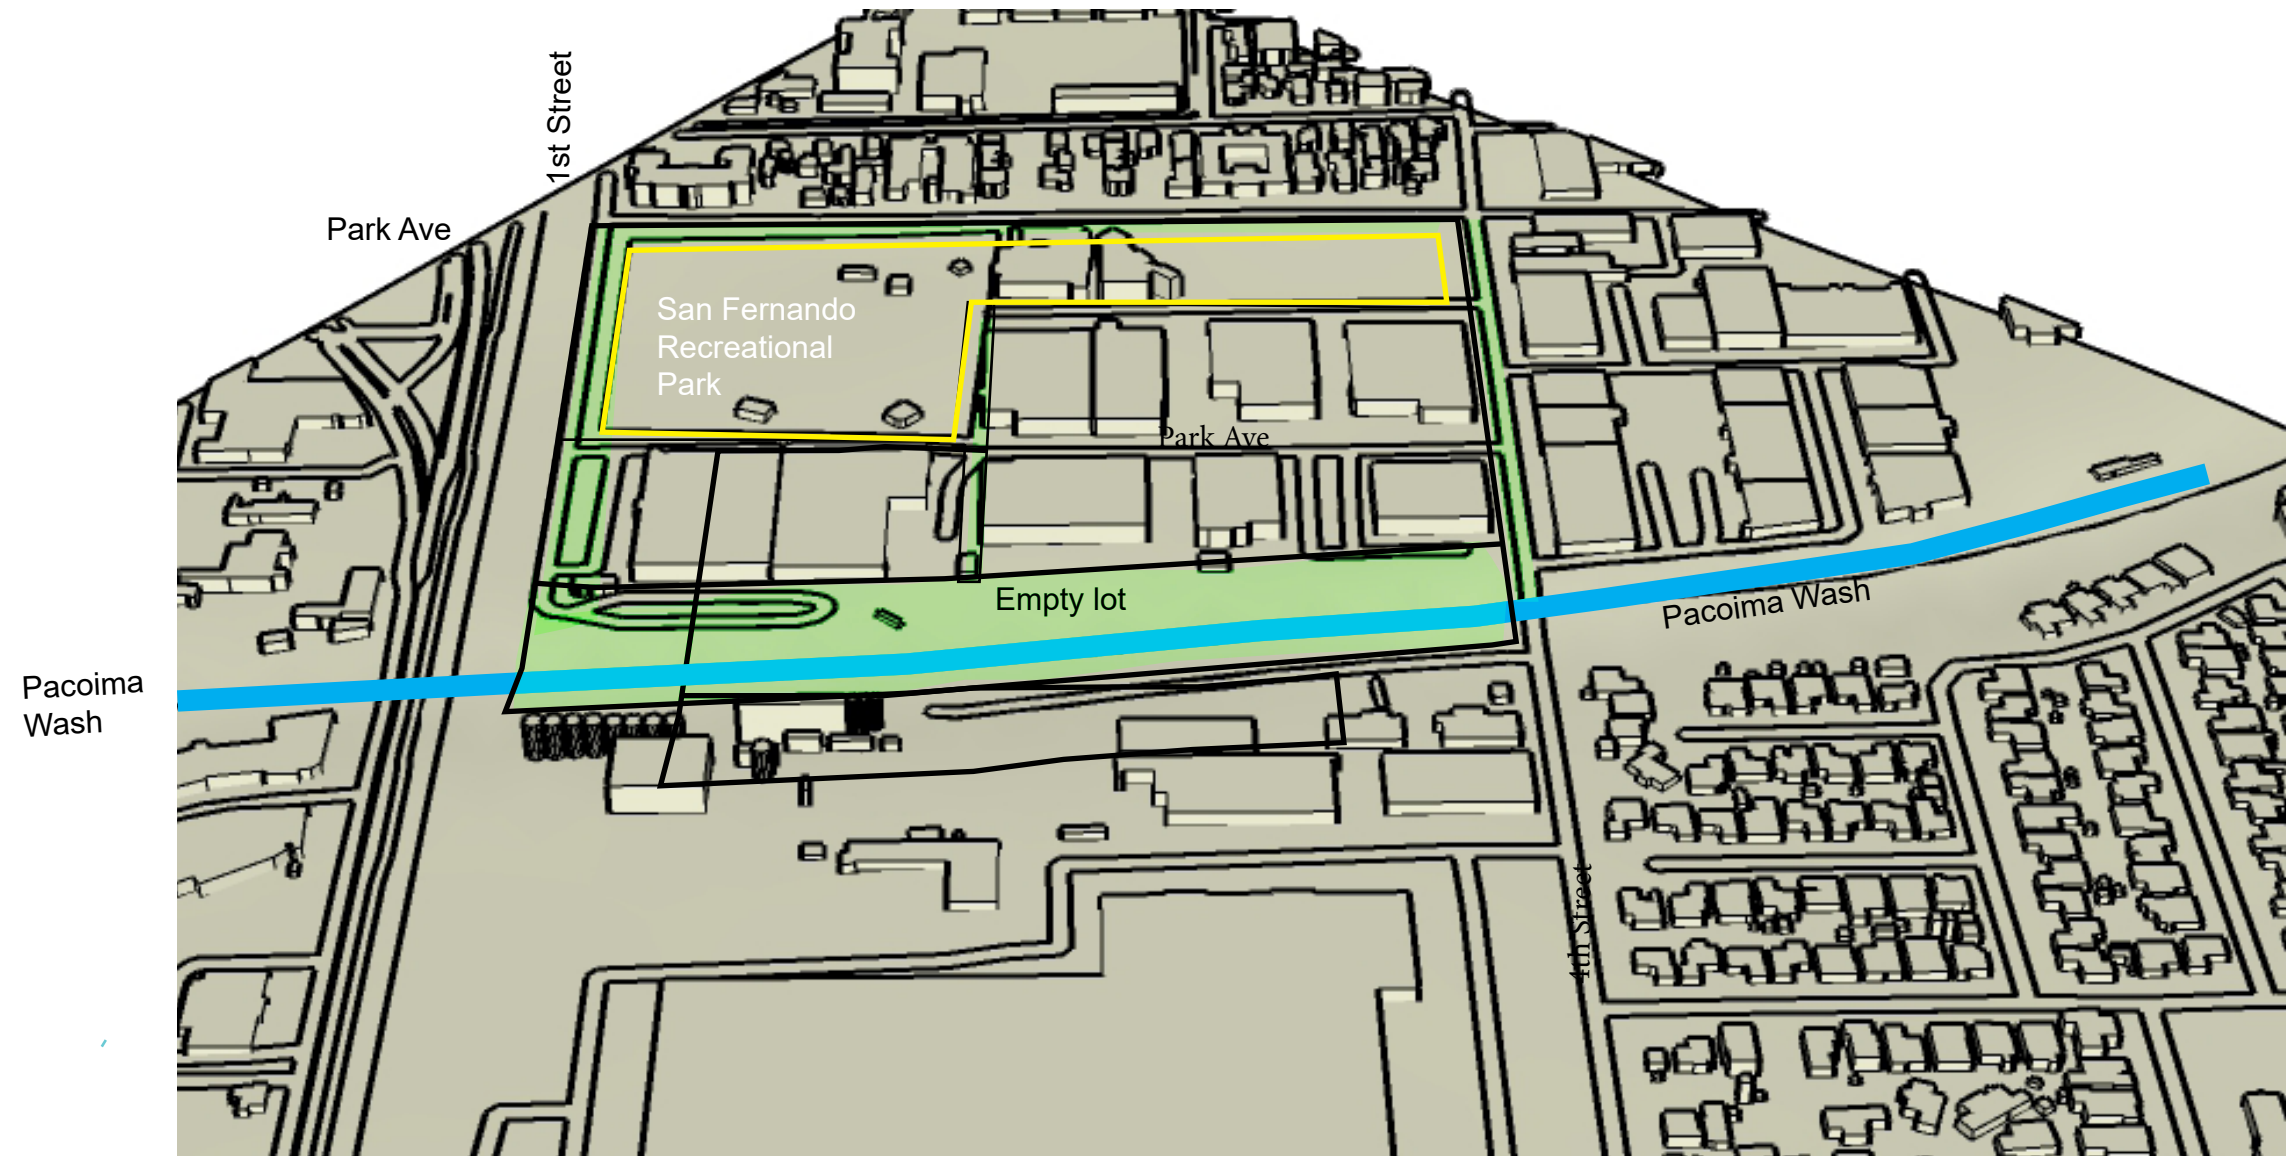 1st Street
Park Ave
San Fernando
Recreational
Park
Park Ave
Empty lot
Pacoima Wash
Pacoima
Wash
4th Street